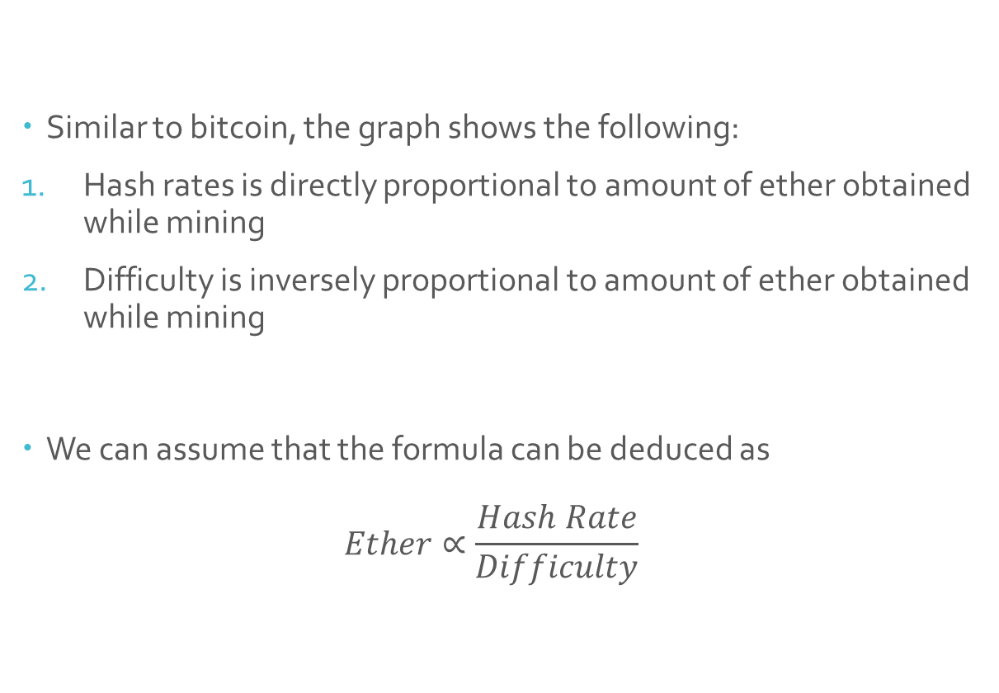 • Similar to bitcoin, the graph shows the following:
1. Hash rates is directly proportional to amount of ether obtained
while mining
2. Difficulty is inversely proportional to amount of ether obtained
while mining
• We can assume that the formula can be deduced as
Ether ∝ Hash Rate / Difficulty